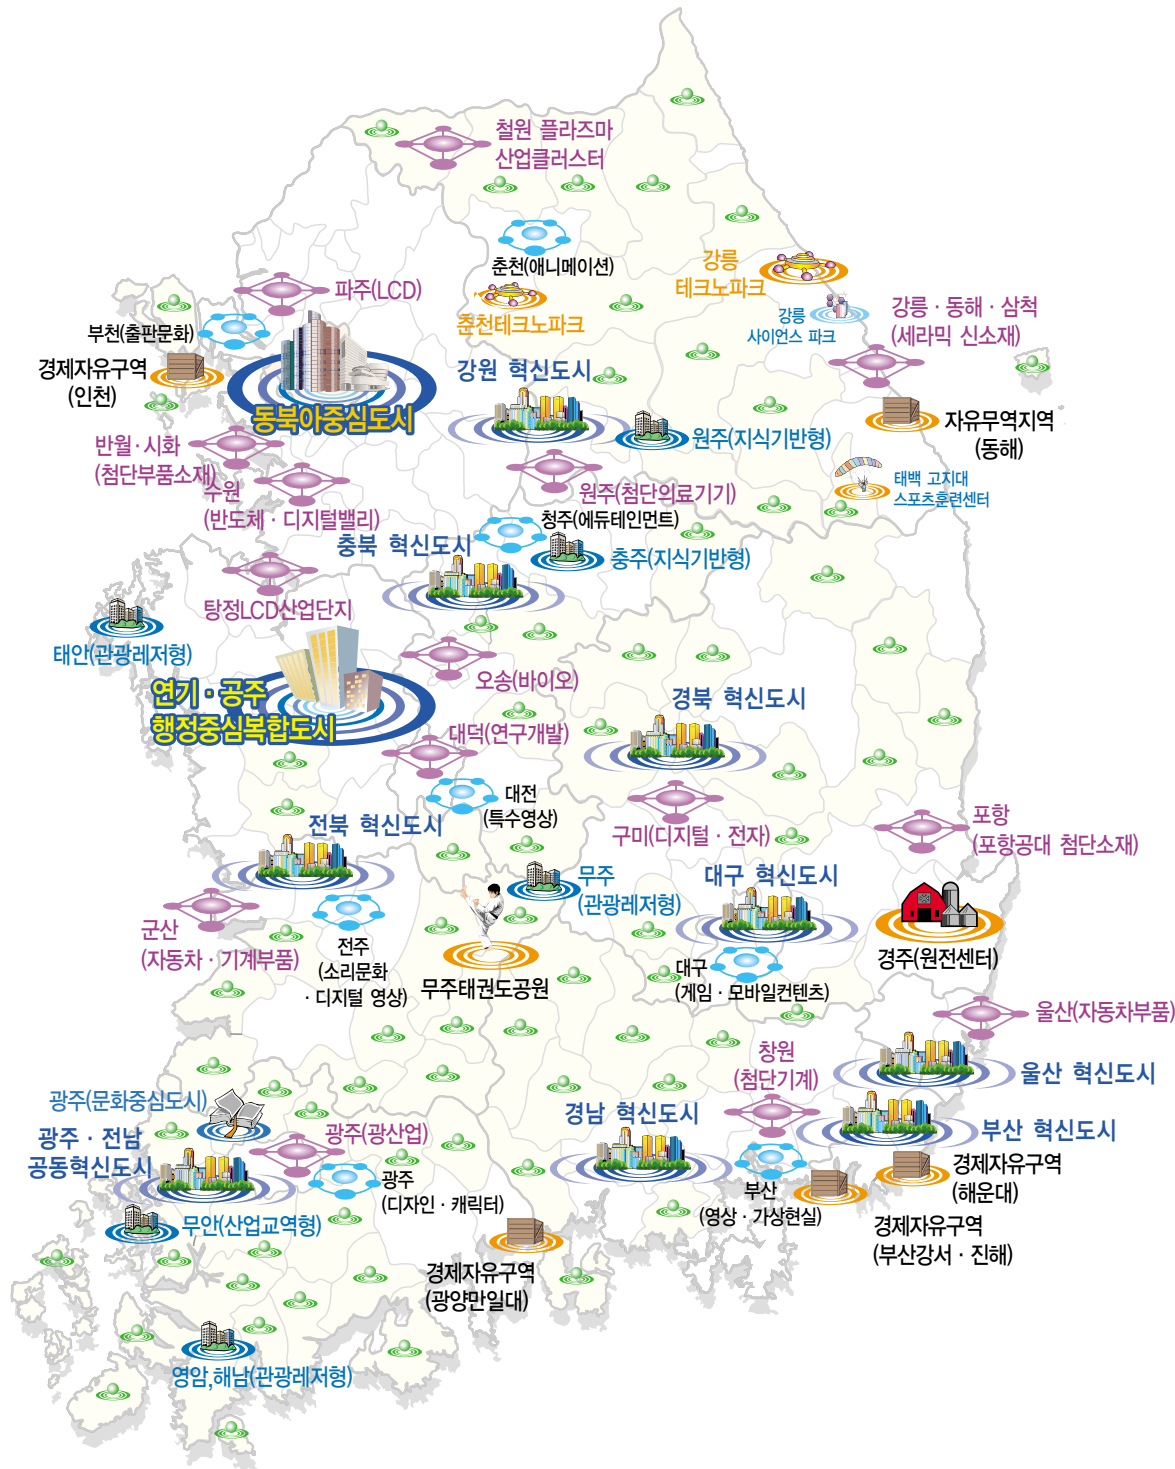 철원 플라즈마
산업클러스터
춘천(애니메이션)
강릉
테크노파크
파주(LCD)
춘천테크노파크
강릉
사이언스 파크
강릉 · 동해 · 삼척
(세라믹 신소재)
부천(출판문화)
경제자유구역
(인천)
강원 혁신도시
동북아중심도시
자유무역지역
(동해)
반월·시화
(첨단부품소재)
원주(지식기반형)
수원
(반도체 · 디지털밸리)
원주(첨단의료기기)
태백 고지대
스포츠훈련센터
청주(에듀테인먼트)
충북 혁신도시
충주(지식기반형)
탕정LCD산업단지
태안(관광레저형)
오송(바이오)
연기 · 공주
행정중심복합도시
경북 혁신도시
대덕(연구개발)
대전
(특수영상)
전북 혁신도시
구미(디지털 · 전자)
포항
(포항공대 첨단소재)
무주
(관광레저형)
대구 혁신도시
군산
(자동차 · 기계부품)
전주
(소리문화
· 디지털 영상)
무주태권도공원
경주(원전센터)
대구
(게임 · 모바일컨텐츠)
울산(자동차부품)
창원
(첨단기계)
울산 혁신도시
광주(문화중심도시)
경남 혁신도시
부산 혁신도시
광주 · 전남
공동혁신도시
광주(광산업)
광주
(디자인 · 캐릭터)
경제자유구역
(해운대)
부산
(영상 · 가상현실)
무안(산업교역형)
경제자유구역
(부산강서 · 진해)
경제자유구역
(광양만일대)
영암,해남(관광레저형)